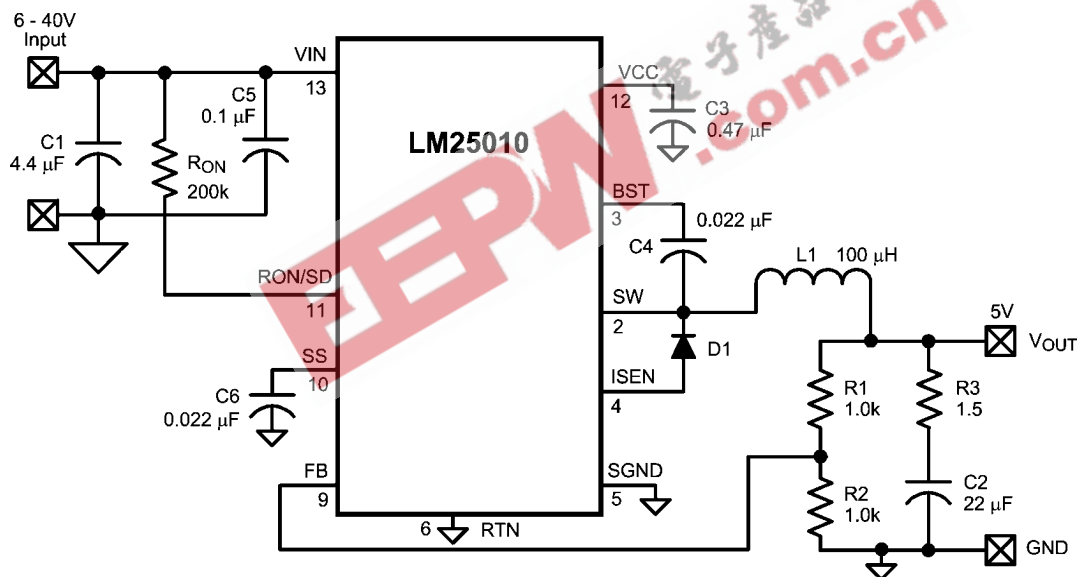 6 - 40V
Input
VIN
13
VCC
12
C5
0.1 μF
C3
0.47 μF
C1
4.4 μF
RON
200k
LM25010
電子產品
.com.cn
EEPW
BST
3
0.022 μF
C4
L1 100 μH
RON/SD
11
SW
2
5V
VOUT
D1
SS
10
ISEN
4
C6
0.022 μF
R1
1.0k
R3
1.5
FB
9
SGND
5
R2
1.0k
C2
22 μF
6
RTN
GND